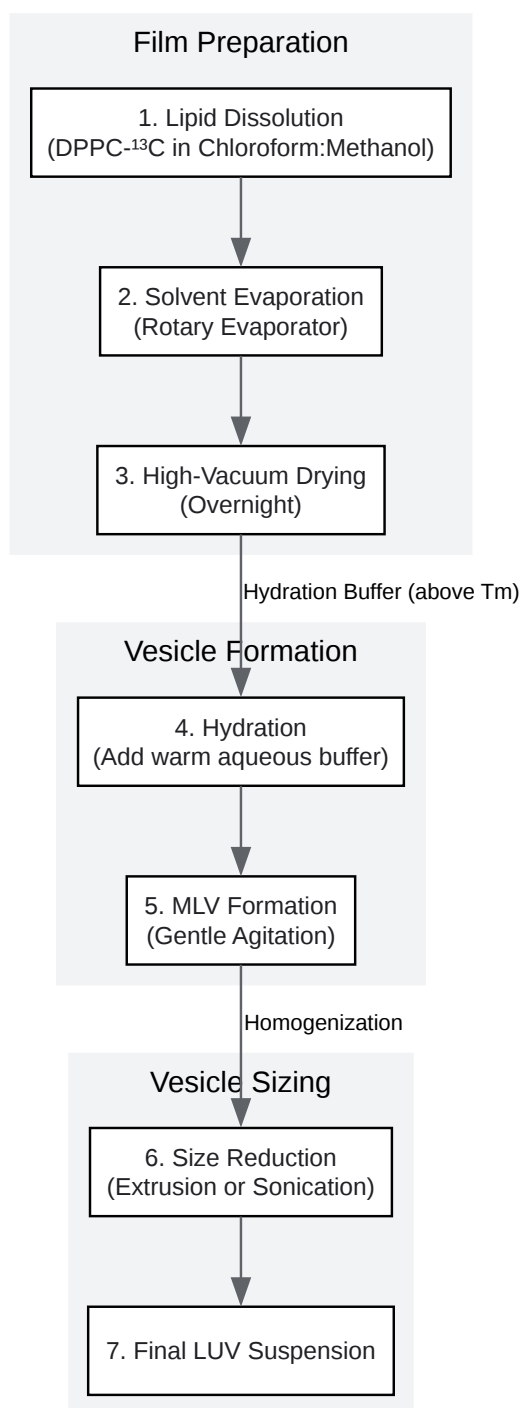 Film Preparation
1. Lipid Dissolution
(DPPC-¹³C in Chloroform:Methanol)
2. Solvent Evaporation
(Rotary Evaporator)
3. High-Vacuum Drying
(Overnight)
Hydration Buffer (above Tm)
Vesicle Formation
4. Hydration
(Add warm aqueous buffer)
5. MLV Formation
(Gentle Agitation)
Homogenization
Vesicle Sizing
6. Size Reduction
(Extrusion or Sonication)
7. Final LUV Suspension